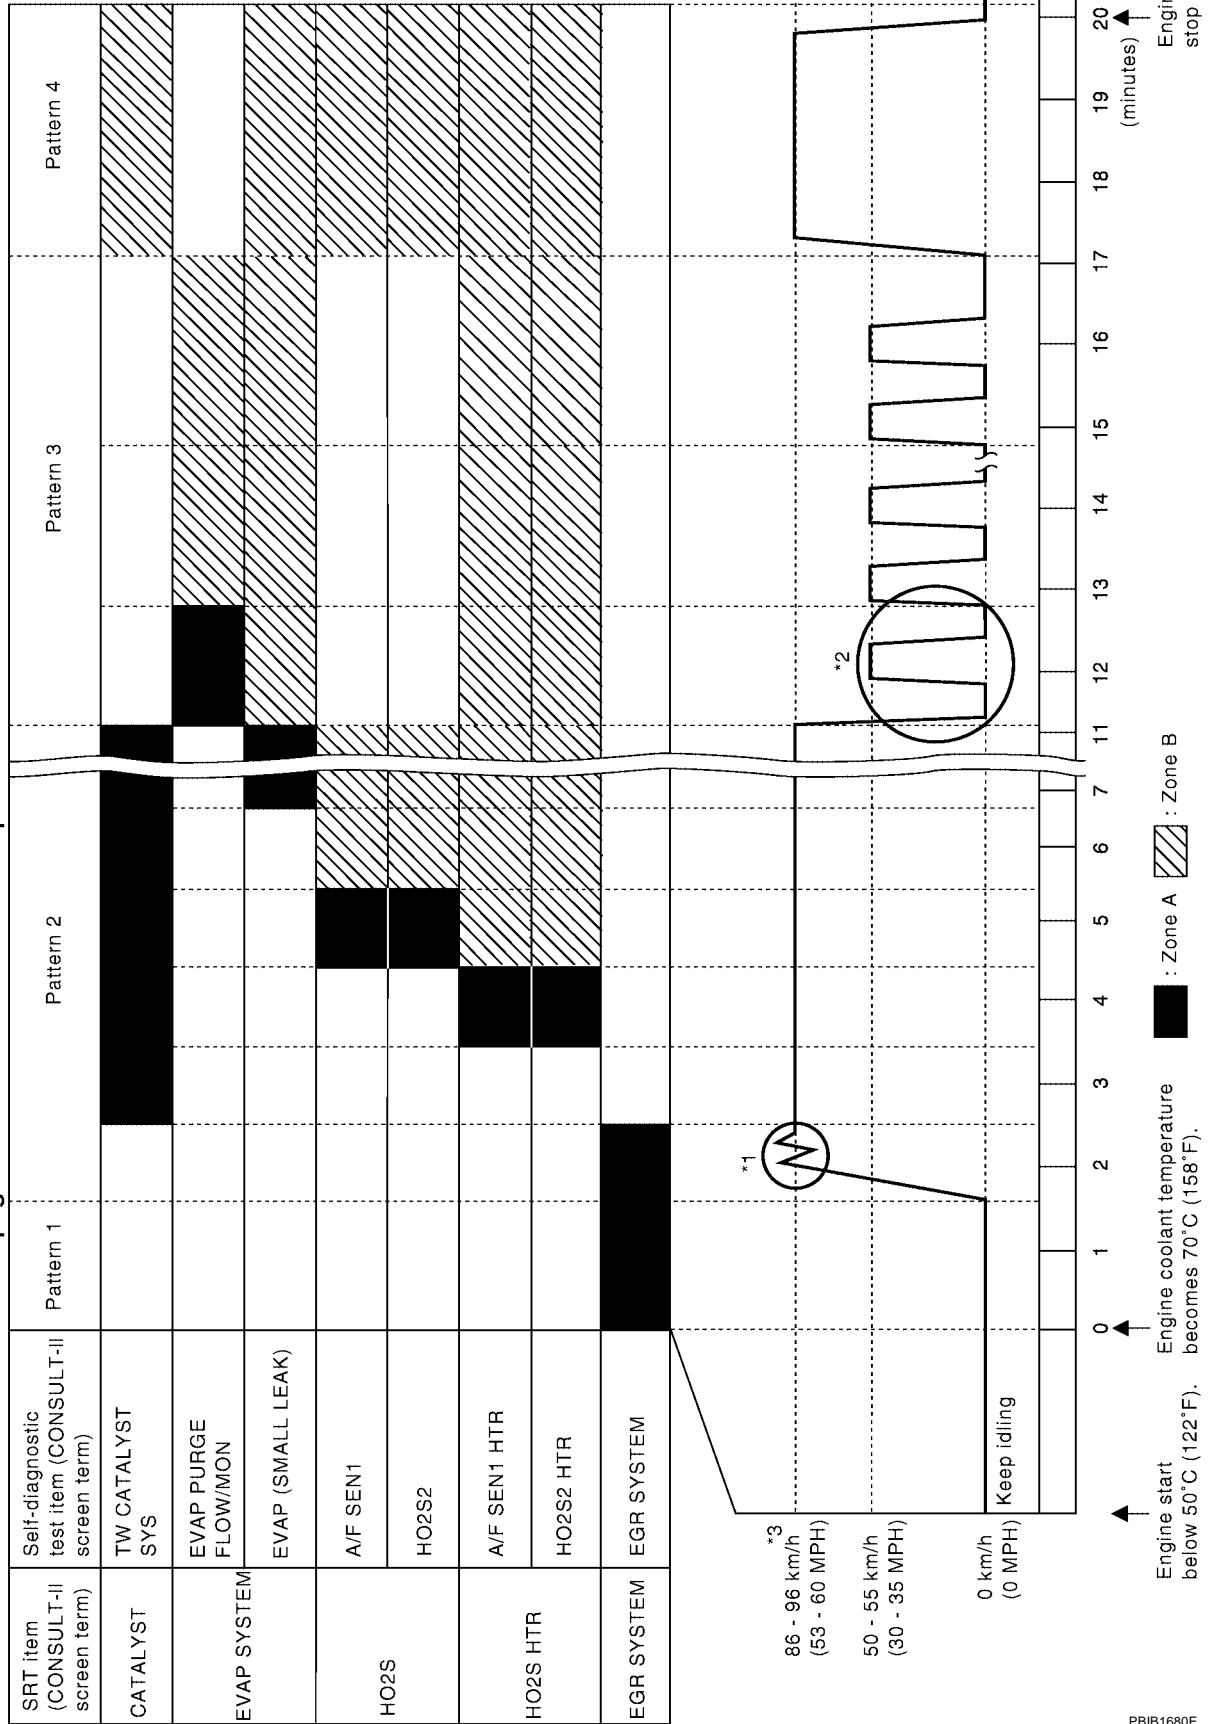 SRT item
(CONSULT-II
screen term)
Self-diagnostic
test item (CONSULT-II
screen term)
Pattern 1
Pattern 2
Pattern 3
Pattern 4
CATALYST
TW CATALYST
SYS
EVAP SYSTEM
EVAP PURGE
FLOW/MON
EVAP (SMALL LEAK)
HO2S
A/F SEN1
HO2S2
HO2S HTR
A/F SEN1 HTR
HO2S2 HTR
EGR SYSTEM
EGR SYSTEM
*3
86 - 96 km/h
(53 - 60 MPH)
50 - 55 km/h
(30 - 35 MPH)
0 km/h
(0 MPH)
Keep idling
*1
*2
0 1 2 3 4 5 6 7 11 12 13 14 15 16 17 18 19 20
(minutes)
Engine start
below 50°C (122°F).
Engine coolant temperature
becomes 70°C (158°F).
: Zone A
: Zone B
stop
PBIB1680E